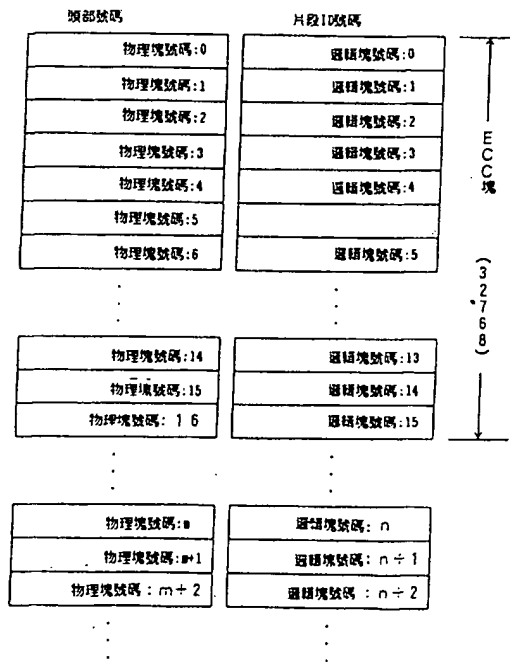 頭部號碼 片段ID號碼
物理塊號碼:0 邏輯塊號碼:0
物理塊號碼:1 邏輯塊號碼:1
物理塊號碼:2 邏輯塊號碼:2
物理塊號碼:3 邏輯塊號碼:3
物理塊號碼:4 邏輯塊號碼:4
物理塊號碼:5
物理塊號碼:6 邏輯塊號碼:5
ECC塊
(32768)
物理塊號碼:14 邏輯塊號碼:13
物理塊號碼:15 邏輯塊號碼:14
物理塊號碼:16 邏輯塊號碼:15
物理塊號碼:m 邏輯塊號碼:n
物理塊號碼:m+1 邏輯塊號碼:n÷1
物理塊號碼:m÷2 邏輯塊號碼:n÷2